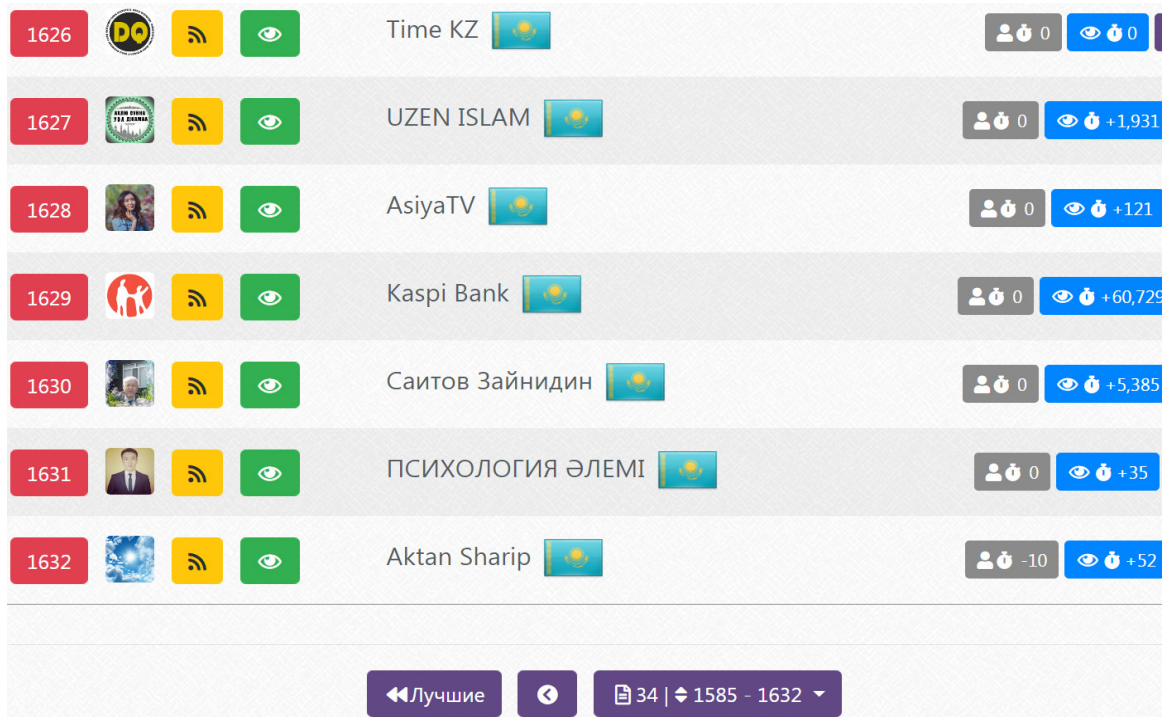 1626 DQ Time KZ 0 0
1627 UZEN ISLAM 0 +1,931
1628 AsiyaTV 0 +121
1629 Kaspi Bank 0 +60,729
1630 Саитов Зайнидин 0 +5,385
1631 ПСИХОЛОГИЯ ӘЛЕМІ 0 +35
1632 Aktan Sharip -10 +52
Лучшие 34 | 1585 - 1632